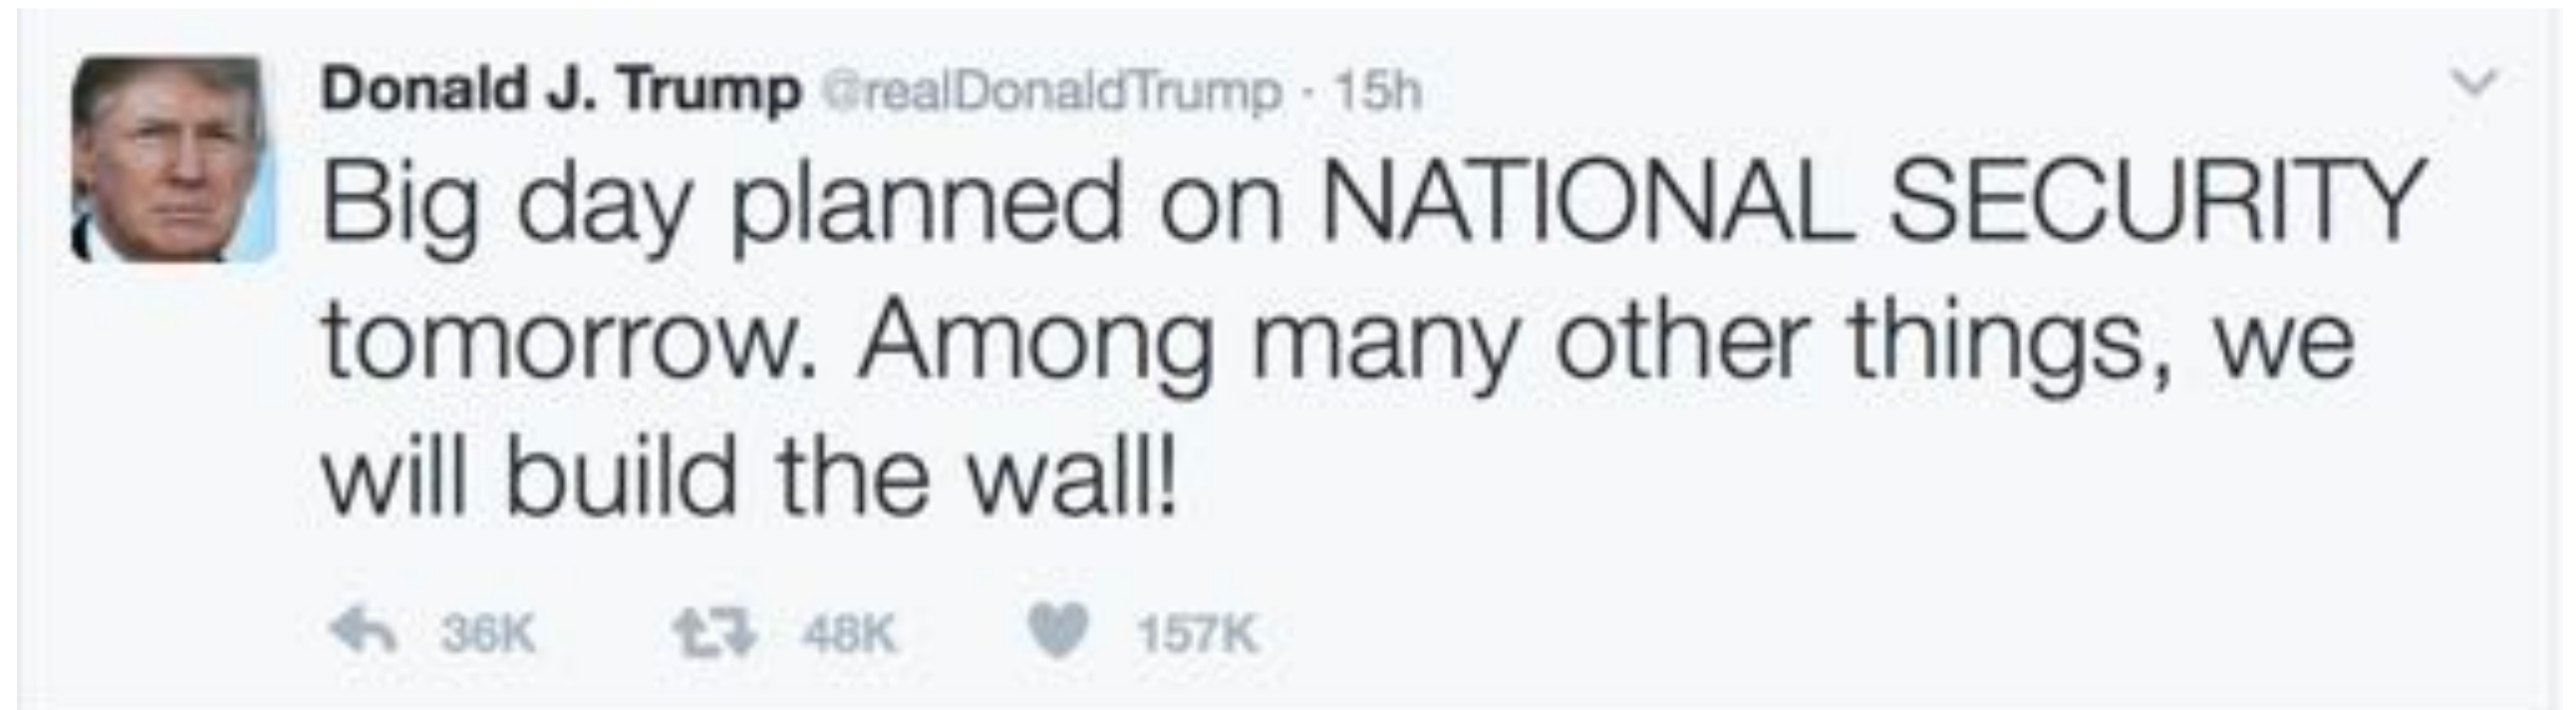 Donald J. Trump @realDonaldTrump · 15h
Big day planned on NATIONAL SECURITY
tomorrow. Among many other things, we
will build the wall!
36K 48K 157K